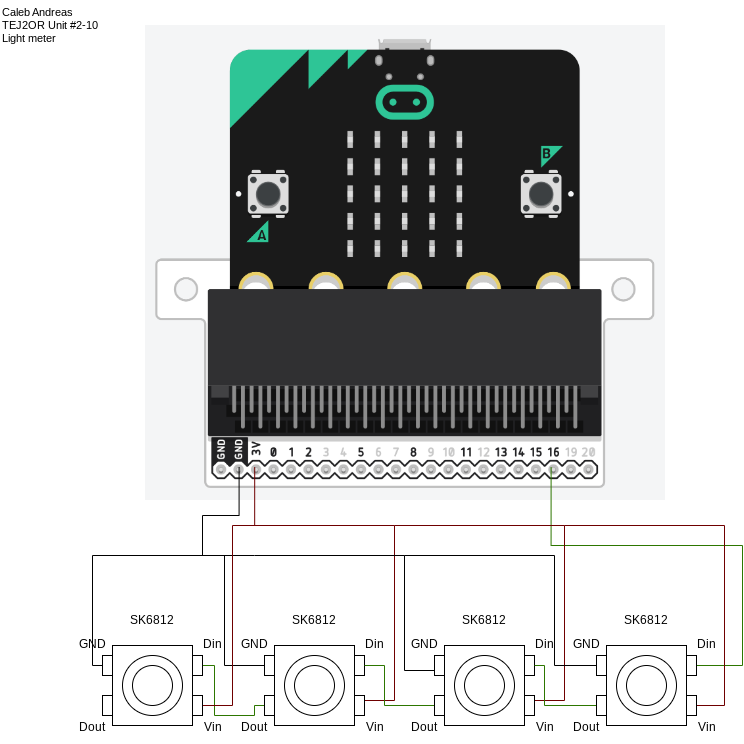 Caleb Andreas
TEJ2OR Unit #2-10
Light meter
B
A
GND GND 3V 0 1 2 3 4 5 6 7 8 9 10 11 12 13 14 15 16 19 20
SK6812 SK6812 SK6812 SK6812
GND Din GND Din GND Din GND Din
Dout Vin Dout Vin Dout Vin Dout Vin